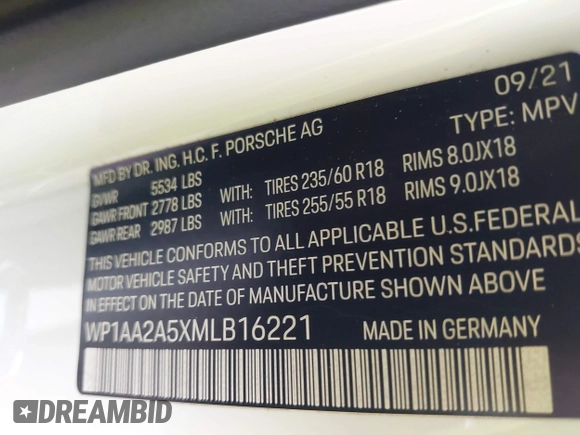 09/21
MFD BY DR. ING. H.C. F. PORSCHE AG TYPE: MPV
GVWR 5534 LBS
GAWR FRONT 2778 LBS WITH: TIRES 235/60 R18 RIMS 8.0JX18
GAWR REAR 2987 LBS WITH: TIRES 255/55 R18 RIMS 9.0JX18
THIS VEHICLE CONFORMS TO ALL APPLICABLE U.S.FEDERAL
MOTOR VEHICLE SAFETY AND THEFT PREVENTION STANDARDS
IN EFFECT ON THE DATE OF MANUFACTURE SHOWN ABOVE
WP1AA2A5XMLB16221
DREAMBID